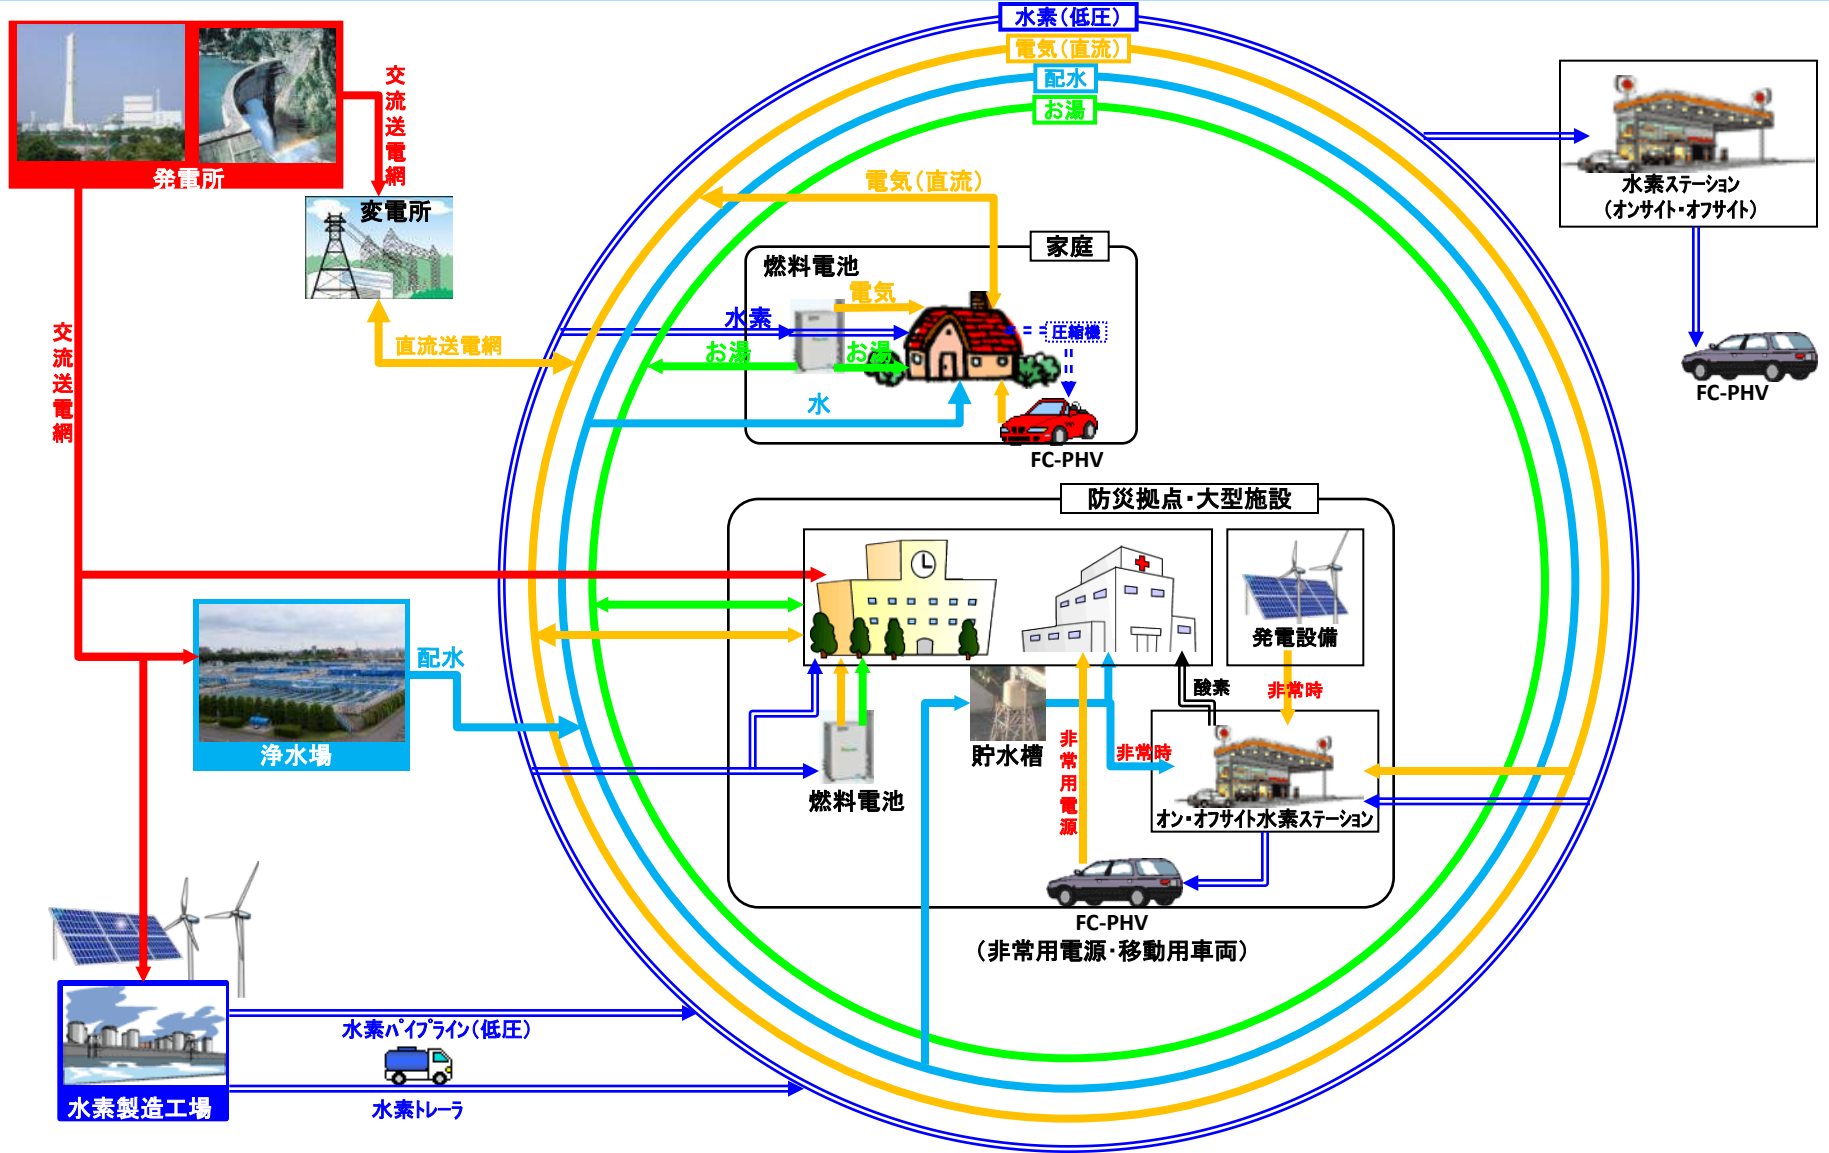 水素(低圧)
電気(直流)
配水
お湯
発電所
交流送電網
変電所
直流送電網
交流送電網
浄水場
配水
水素製造工場
水素パイプライン(低圧)
水素トレーラ
電気(直流)
家庭
燃料電池
電気
水素
お湯
お湯
圧縮機
水
FC-PHV
水素ステーション
(オンサイト・オフサイト)
FC-PHV
防災拠点・大型施設
発電設備
非常時
酸素
貯水槽
非常時
非常用電源
燃料電池
オン・オフサイト水素ステーション
FC-PHV
(非常用電源・移動用車両)